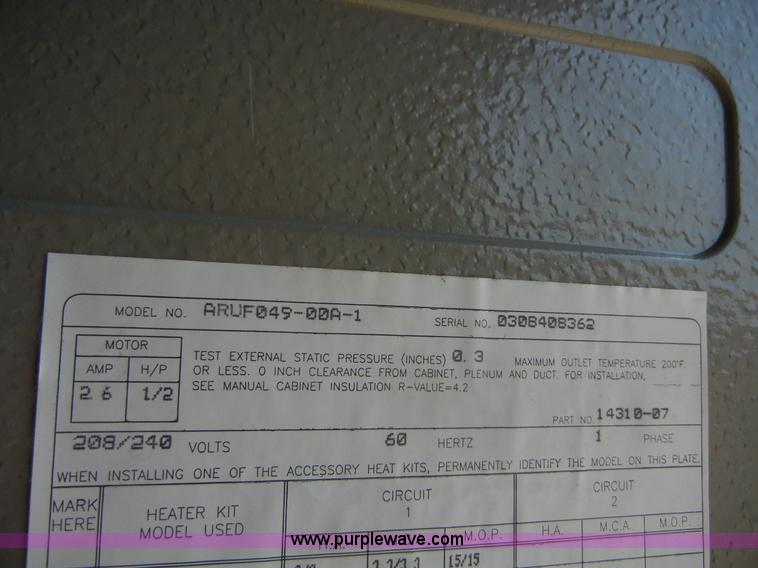 MODEL NO. ARUF049-00A-1 SERIAL NO. 0308408362
MOTOR
AMP H/P
2 6 1/2
TEST EXTERNAL STATIC PRESSURE (INCHES) 0.3 MAXIMUM OUTLET TEMPERATURE 200°F.
OR LESS. 0 INCH CLEARANCE FROM CABINET, PLENUM AND DUCT. FOR INSTALLATION,
SEE MANUAL CABINET INSULATION R-VALUE=4.2
PART NO. 14310-07
208/240 VOLTS 60 HERTZ 1 PHASE
WHEN INSTALLING ONE OF THE ACCESSORY HEAT KITS, PERMANENTLY IDENTIFY THE MODEL ON THIS PLATE.
MARK HEATER KIT CIRCUIT CIRCUIT
HERE MODEL USED 1 2
M.O.P. H.A. M.C.A. M.O.P.
www.purplewave.com
15/15